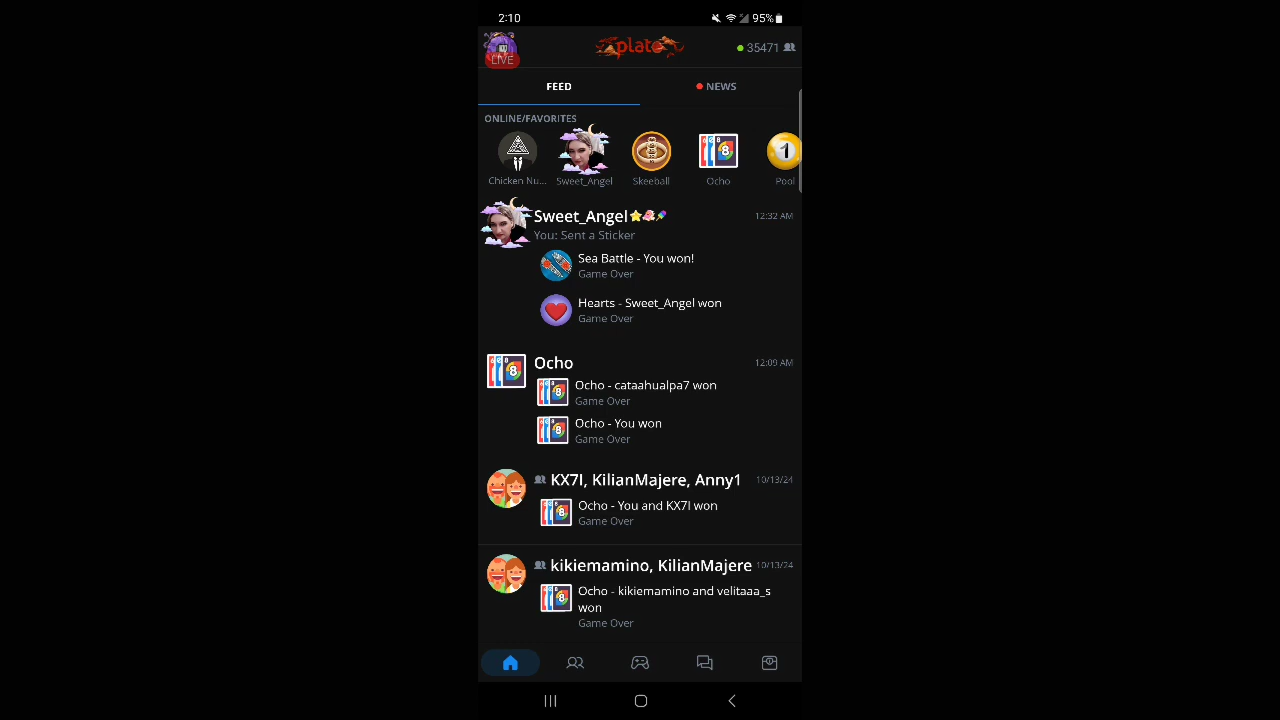 2:10
95%
LIVE
plato
35471
FEED
NEWS
ONLINE/FAVORITES
Chicken Nu...
Sweet_Angel
Skeeball
Ocho
Pool
Sweet_Angel⭐
12:32 AM
You: Sent a Sticker
Sea Battle - You won!
Game Over
Hearts - Sweet_Angel won
Game Over
Ocho
12:09 AM
Ocho - cataahualpa7 won
Game Over
Ocho - You won
Game Over
KX7I, KilianMajere, Anny1
10/13/24
Ocho - You and KX7I won
Game Over
kikiemamino, KilianMajere
10/13/24
Ocho - kikiemamino and velitaaa_s
won
Game Over